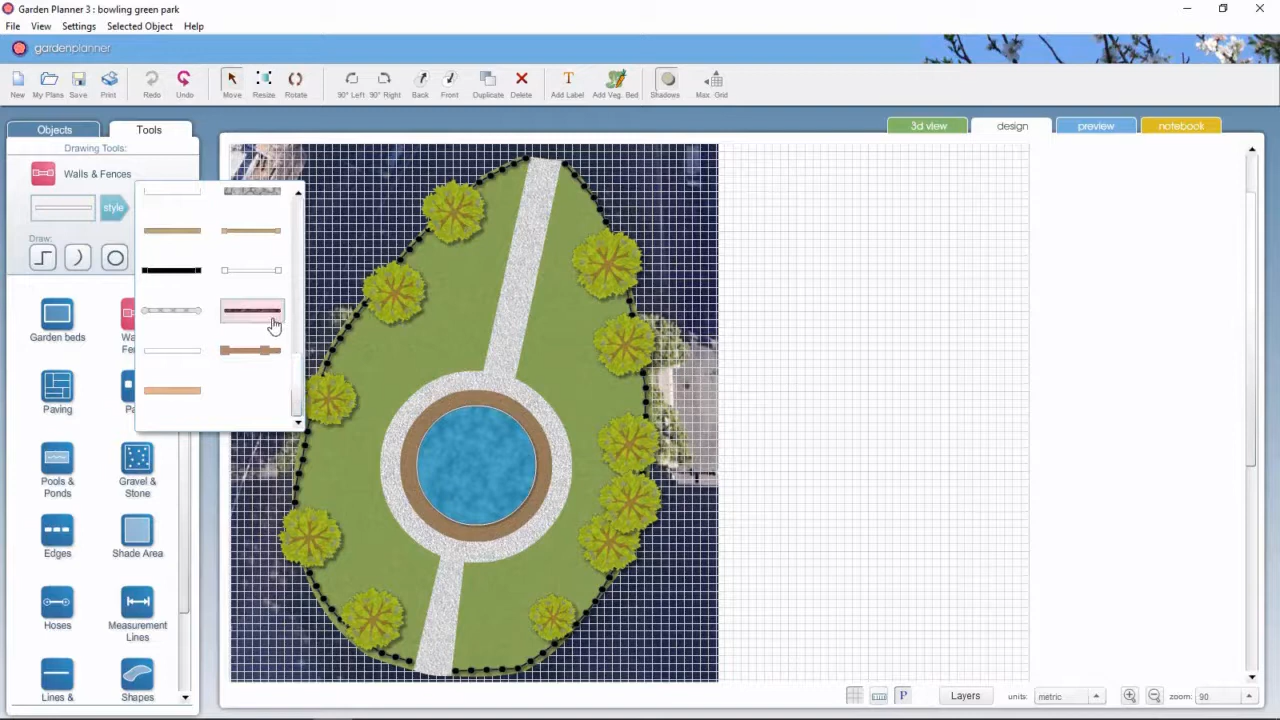 Garden Planner 3 : bowling green park
File View Settings Selected Object Help
gardenplanner
New My Plans Save Print Redo Undo Move Resize Rotate 90° Left 90° Right Back Front Duplicate Delete Add Label Add Veg. Bed Shadows Max. Grid
Objects Tools
3d view design preview notebook
Drawing Tools:
Walls & Fences
style
Draw:
Garden beds
Paving
Pools & Ponds
Gravel & Stone
Edges
Shade Area
Hoses
Measurement Lines
Lines &
Shapes
P Layers units: metric zoom: 90